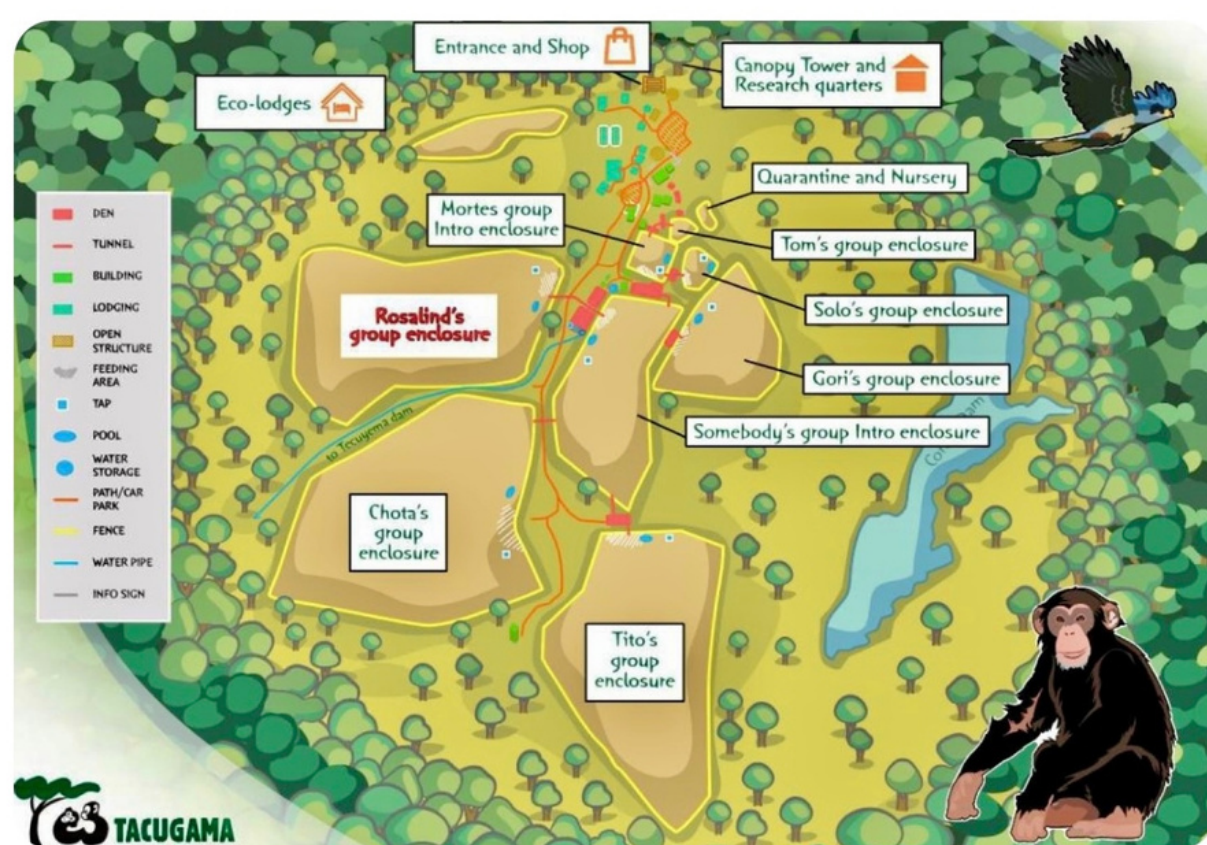 Entrance and Shop
Canopy Tower and
Research quarters
Eco-lodges
Quarantine and Nursery
Mortes group
Intro enclosure
Tom's group enclosure
Rosalind's
group enclosure
Solo's group enclosure
Gori's group enclosure
Somebody's group Intro enclosure
to Tecuyema dam
Chota's
group
enclosure
Tito's
group
enclosure
DEN
TUNNEL
BUILDING
LODGING
OPEN
STRUCTURE
FEEDING
AREA
TAP
POOL
WATER
STORAGE
PATH/CAR
PARK
FENCE
WATER PIPE
INFO SIGN
TACUGAMA